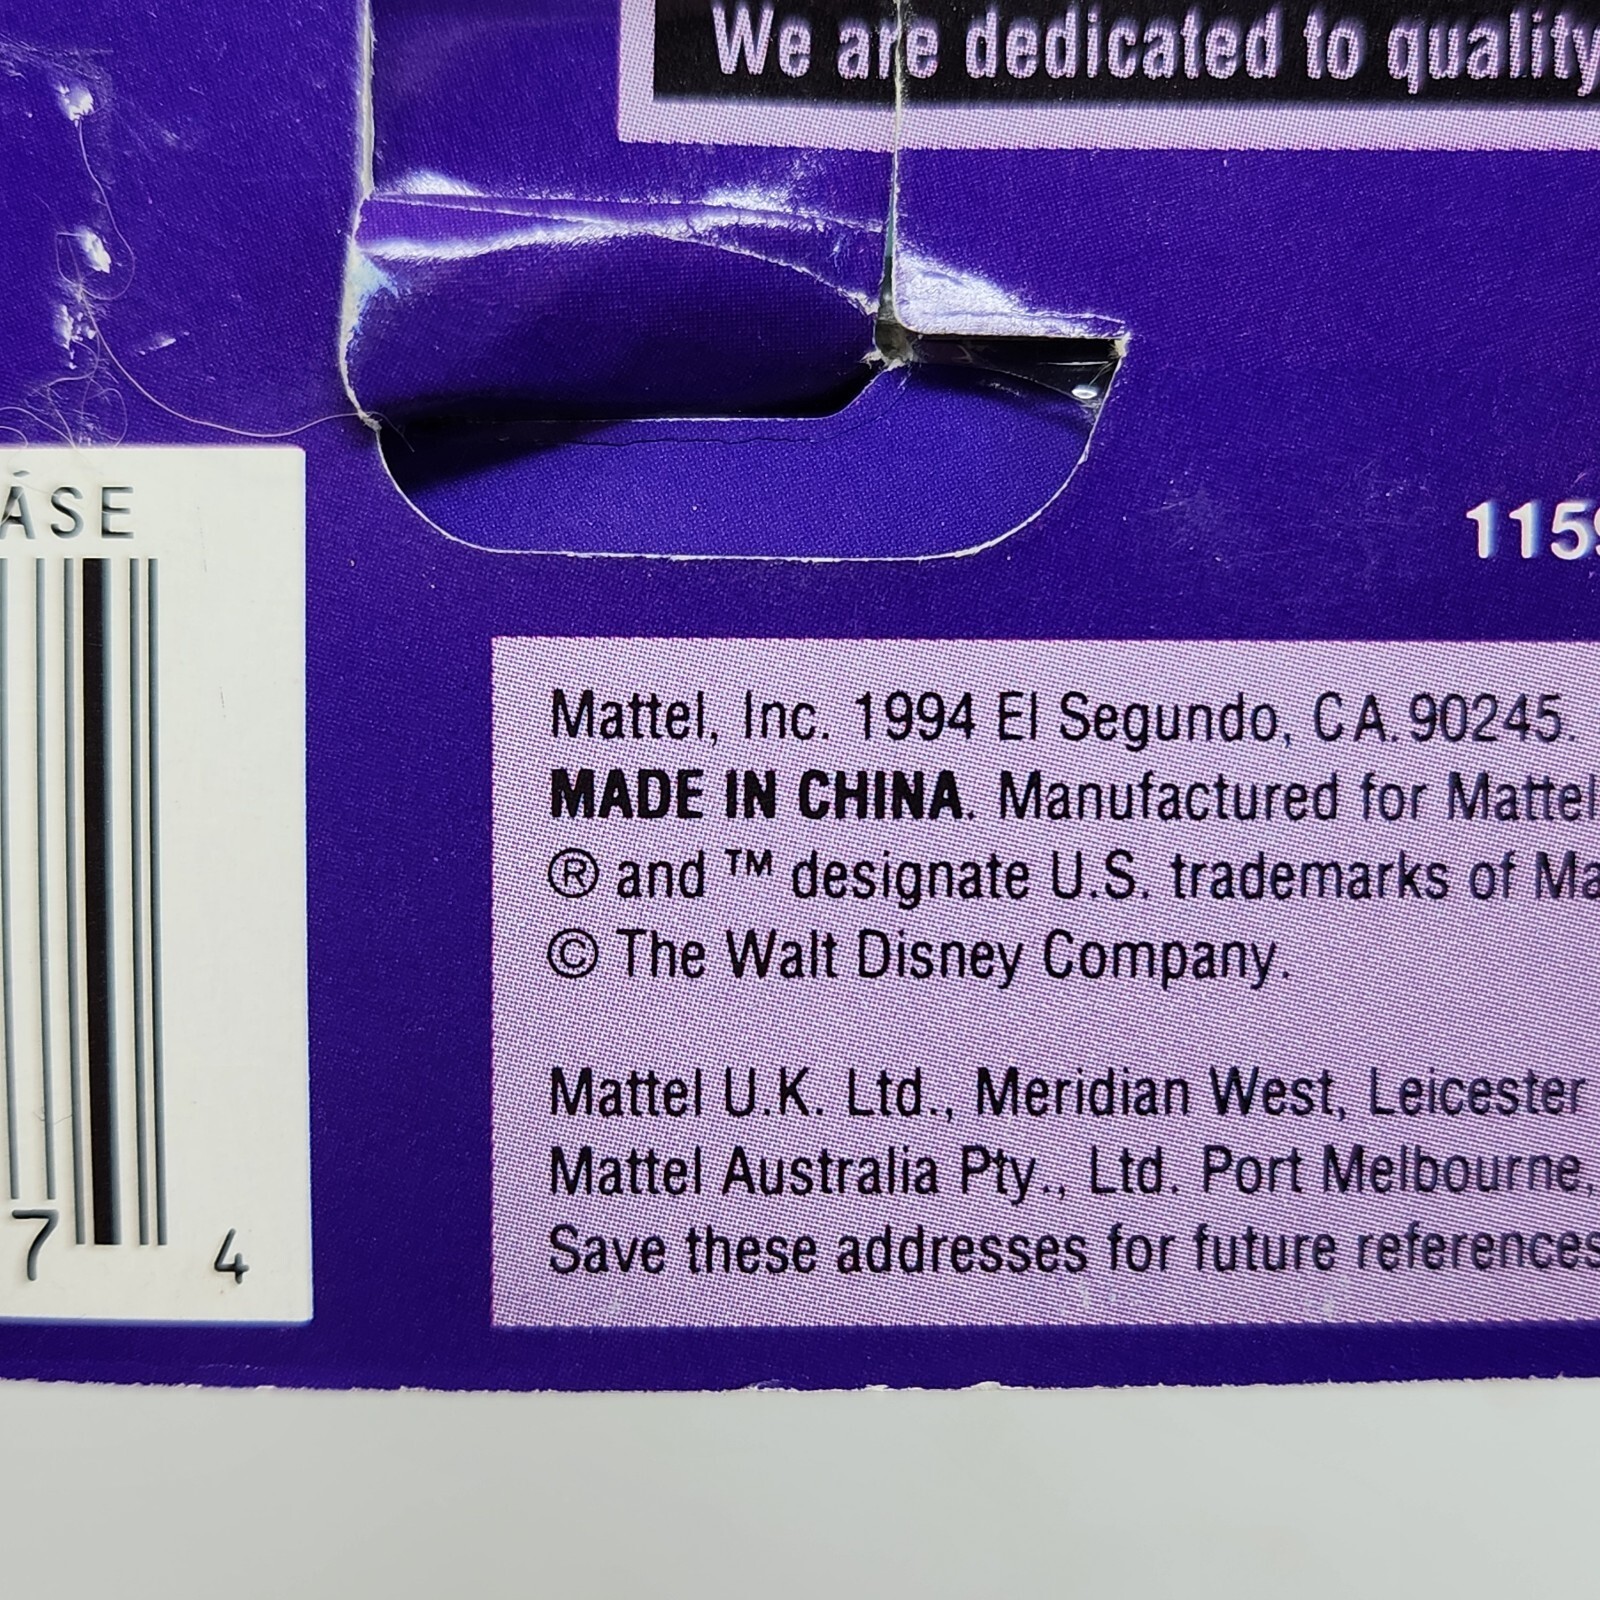 We are dedicated to quality
ASE
115
Mattel, Inc. 1994 El Segundo, CA.90245.
MADE IN CHINA. Manufactured for Mattel
® and ™ designate U.S. trademarks of Ma
© The Walt Disney Company.
Mattel U.K. Ltd., Meridian West, Leicester
Mattel Australia Pty., Ltd. Port Melbourne,
Save these addresses for future references
7 4